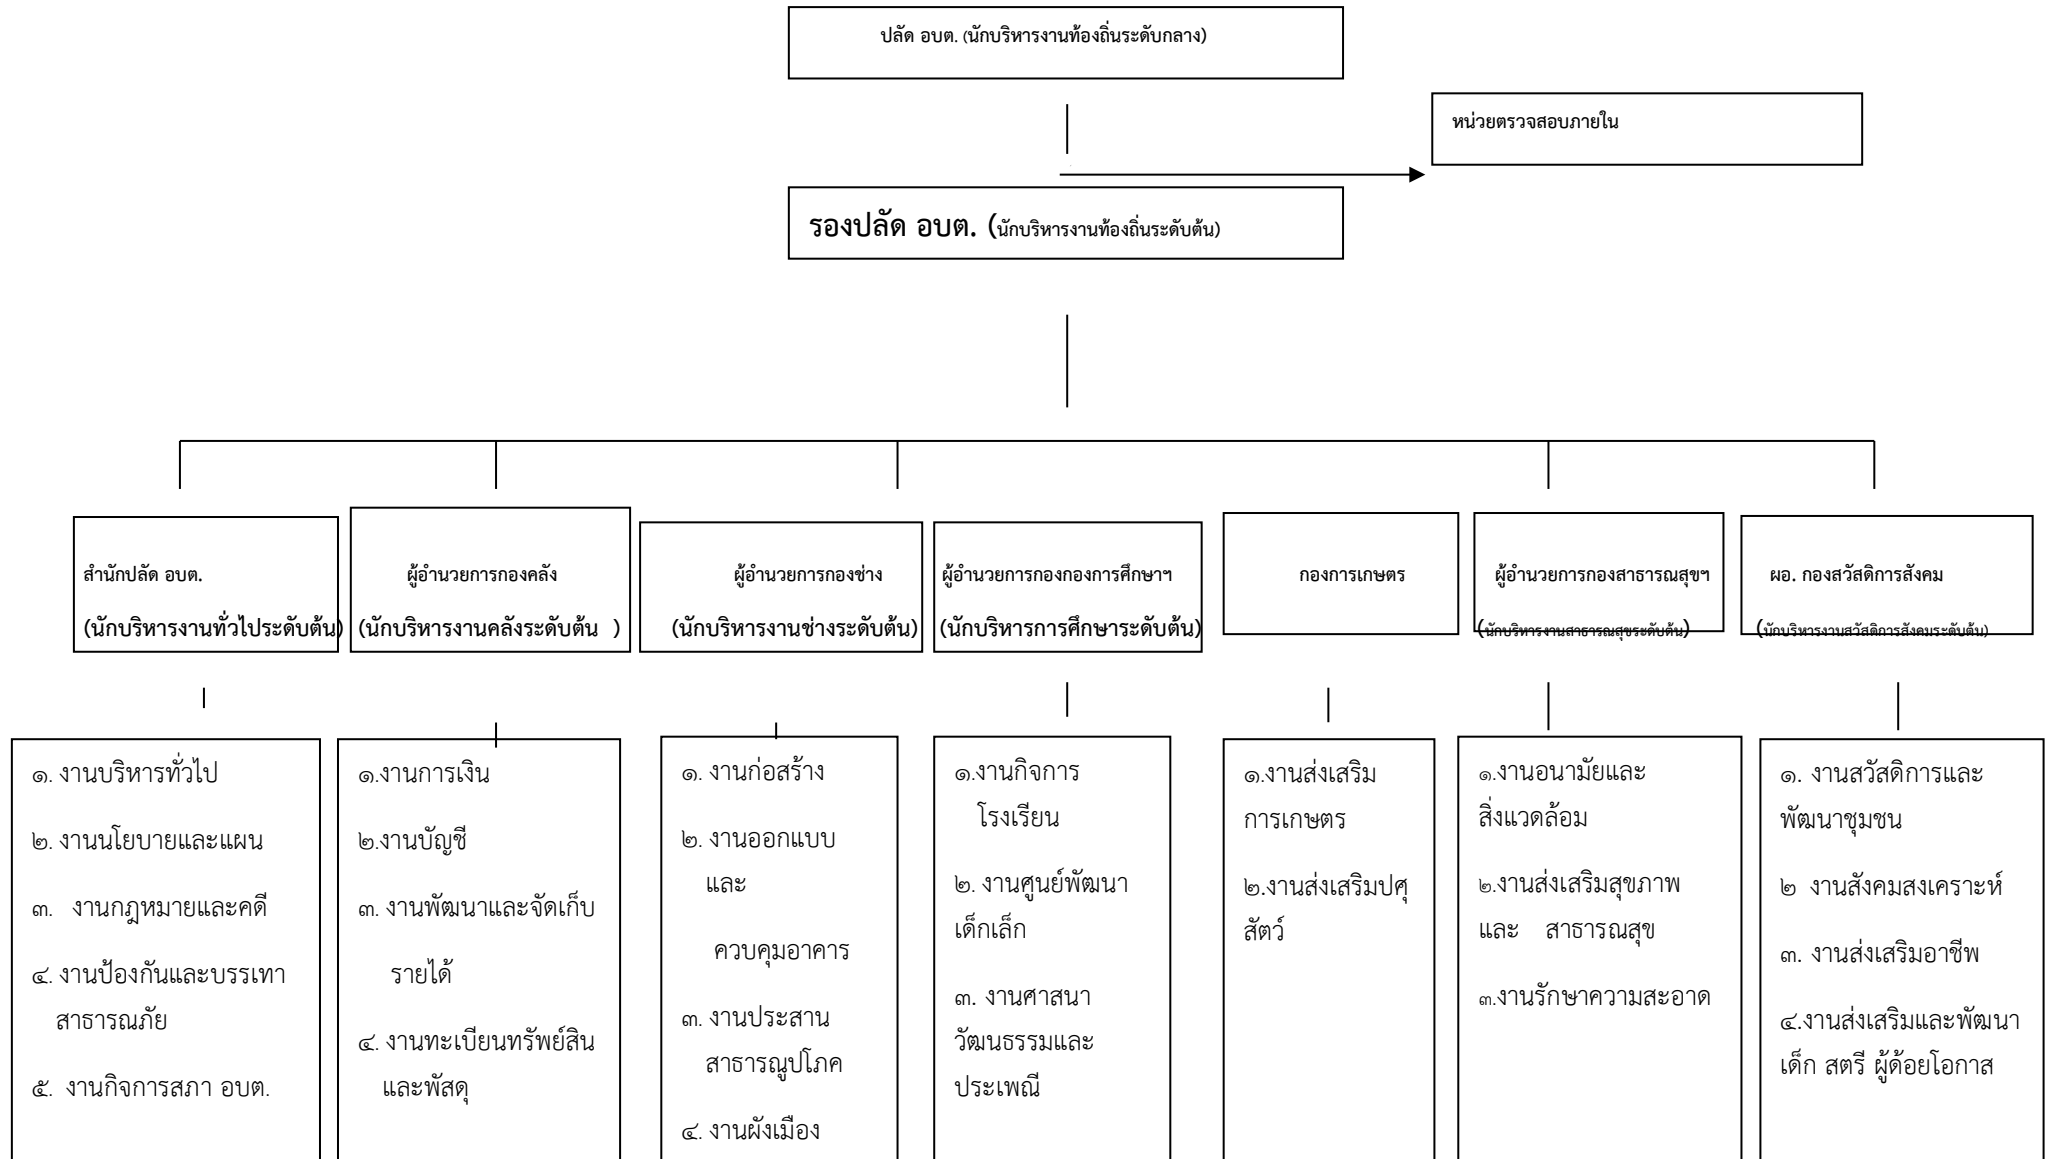 ปลัด อบต. (นักบริหารงานท้องถิ่นระดับกลาง)
หน่วยตรวจสอบภายใน
รองปลัด อบต. (นักบริหารงานท้องถิ่นระดับต้น)
สำนักปลัด อบต.
(นักบริหารงานทั่วไประดับต้น)
ผู้อำนวยการกองคลัง
(นักบริหารงานคลังระดับต้น )
ผู้อำนวยการกองช่าง
(นักบริหารงานช่างระดับต้น)
ผู้อำนวยการกองกองการศึกษาฯ
(นักบริหารการศึกษาระดับต้น)
กองการเกษตร
ผู้อำนวยการกองสาธารณสุขฯ
(นักบริหารงานสาธารณสุขระดับต้น)
ผอ. กองสวัสดิการสังคม
(นักบริหารงานสวัสดิการสังคมระดับต้น)
๑. งานบริหารทั่วไป
๒. งานนโยบายและแผน
๓. งานกฎหมายและคดี
๔. งานป้องกันและบรรเทา
สาธารณภัย
๕. งานกิจการสภา อบต.
๑.งานการเงิน
๒.งานบัญชี
๓. งานพัฒนาและจัดเก็บ
รายได้
๔. งานทะเบียนทรัพย์สิน
และพัสดุ
๑. งานก่อสร้าง
๒. งานออกแบบ
และ
ควบคุมอาคาร
๓. งานประสาน
สาธารณูปโภค
๔. งานผังเมือง
๑.งานกิจการ
โรงเรียน
๒. งานศูนย์พัฒนา
เด็กเล็ก
๓. งานศาสนา
วัฒนธรรมและ
ประเพณี
๑.งานส่งเสริม
การเกษตร
๒.งานส่งเสริมปศุ
สัตว์
๑.งานอนามัยและ
สิ่งแวดล้อม
๒.งานส่งเสริมสุขภาพ
และ สาธารณสุข
๓.งานรักษาความสะอาด
๑. งานสวัสดิการและ
พัฒนาชุมชน
๒ งานสังคมสงเคราะห์
๓. งานส่งเสริมอาชีพ
๔.งานส่งเสริมและพัฒนา
เด็ก สตรี ผู้ด้อยโอกาส